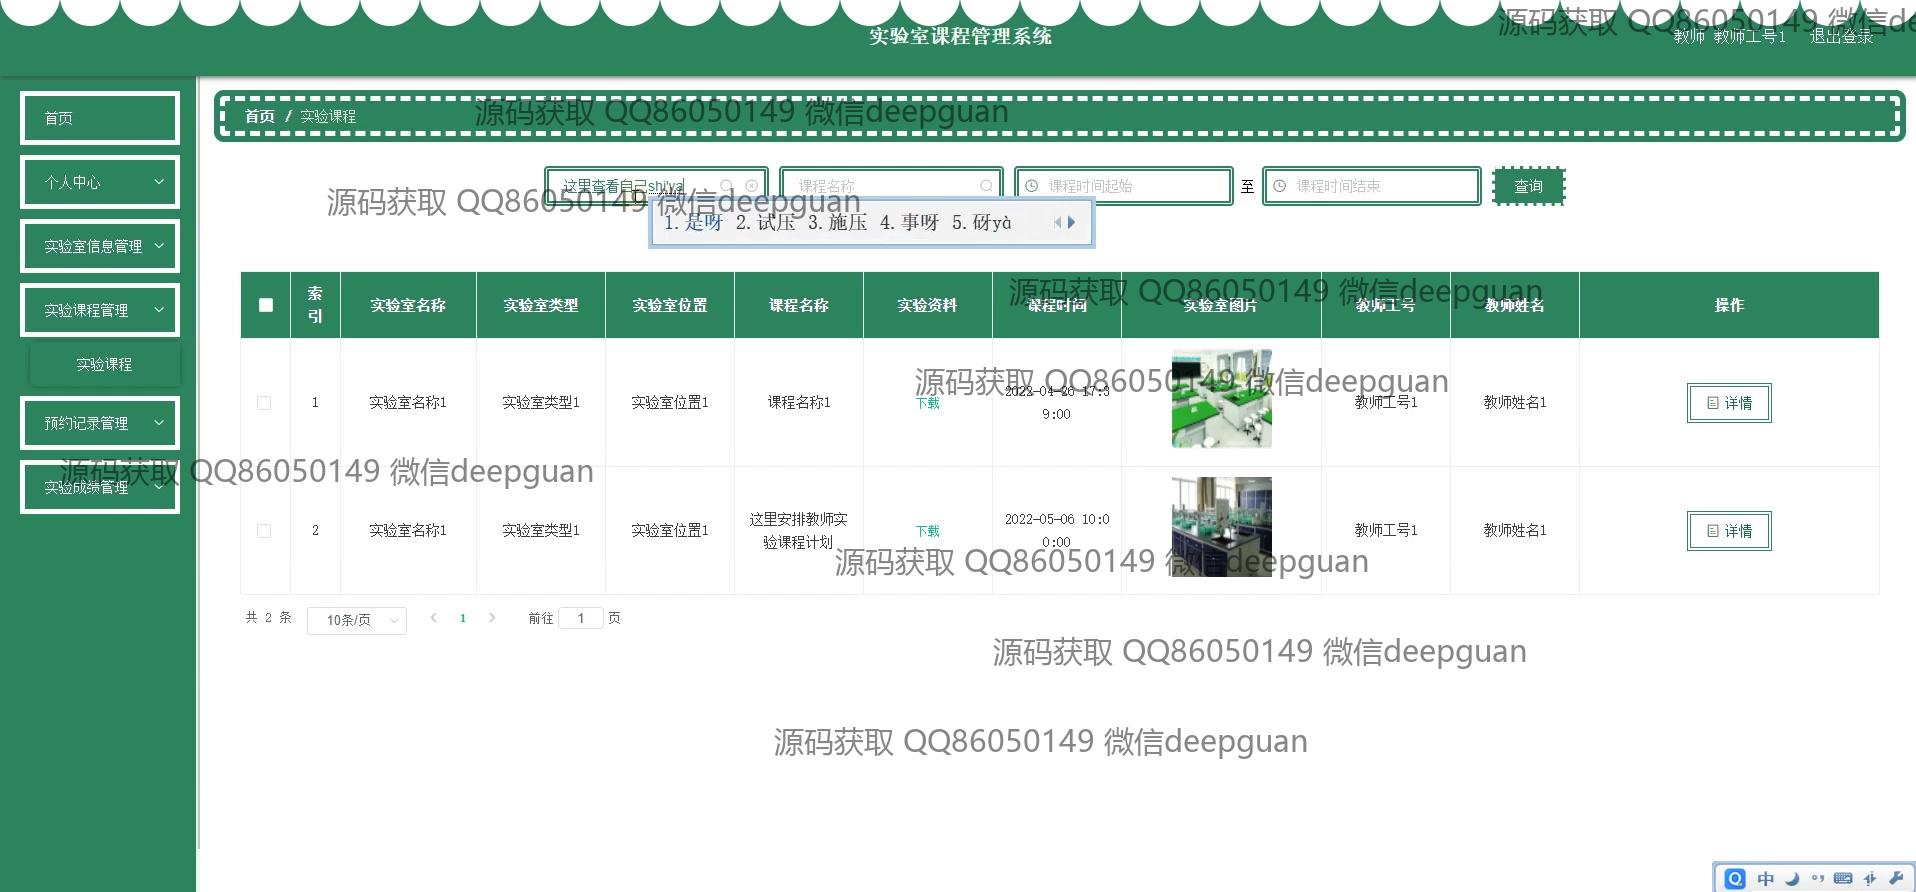 实验室课程管理系统
源码获取 QQ86050149 微信de
教师 教师工号1 退出登录
首页
个人中心
实验室信息管理
实验课程管理
实验课程
预约记录管理
实验成绩管理
首页 / 实验课程
源码获取 QQ86050149 微信deepguan
这里查看自己shi'ya 课程名称 课程时间起始 至 课程时间结束 查询
源码获取 QQ86050149 微信deepguan
1.是呀 2.试压 3.施压 4.事呀 5.砑yà
源码获取 QQ86050149 微信deepguan
索引 实验室名称 实验室类型 实验室位置 课程名称 实验资料 课程时间 实验室图片 教师工号 教师姓名 操作
源码获取 QQ86050149 微信deepguan
1 实验室名称1 实验室类型1 实验室位置1 课程名称1 下载 2022-04-26 17:39:00 教师工号1 教师姓名1 详情
源码获取 QQ86050149 微信deepguan
2 实验室名称1 实验室类型1 实验室位置1 这里安排教师实验课程计划 下载 2022-05-06 10:00:00 教师工号1 教师姓名1 详情
源码获取 QQ86050149 微信deepguan
共 2 条 10条/页 1 前往 1 页
源码获取 QQ86050149 微信deepguan
源码获取 QQ86050149 微信deepguan
中